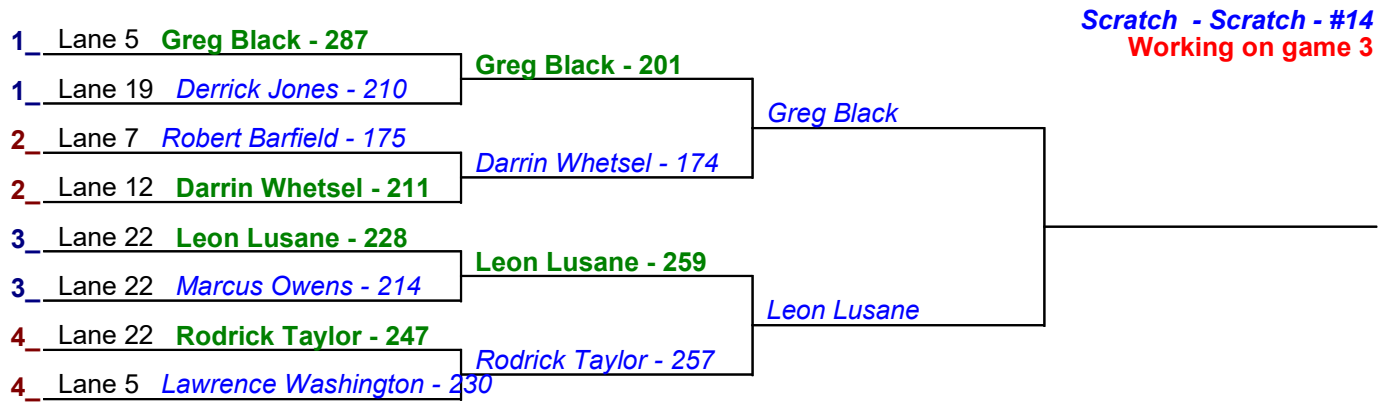 Scratch - Scratch - #14
Working on game 3
1_ Lane 5 Greg Black - 287
1_ Lane 19 Derrick Jones - 210
2_ Lane 7 Robert Barfield - 175
2_ Lane 12 Darrin Whetsel - 211
3_ Lane 22 Leon Lusane - 228
3_ Lane 22 Marcus Owens - 214
4_ Lane 22 Rodrick Taylor - 247
4_ Lane 5 Lawrence Washington - 230
Greg Black - 201
Darrin Whetsel - 174
Leon Lusane - 259
Rodrick Taylor - 257
Greg Black
Leon Lusane